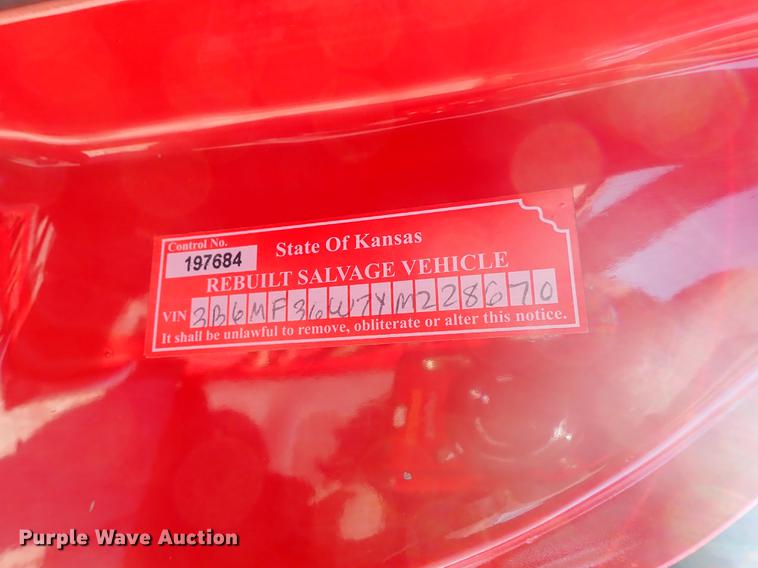 Control No.
197684
State Of Kansas
REBUILT SALVAGE VEHICLE
VIN 3B6MF36W7YM228670
It shall be unlawful to remove, obliterate or alter this notice.
Purple Wave Auction